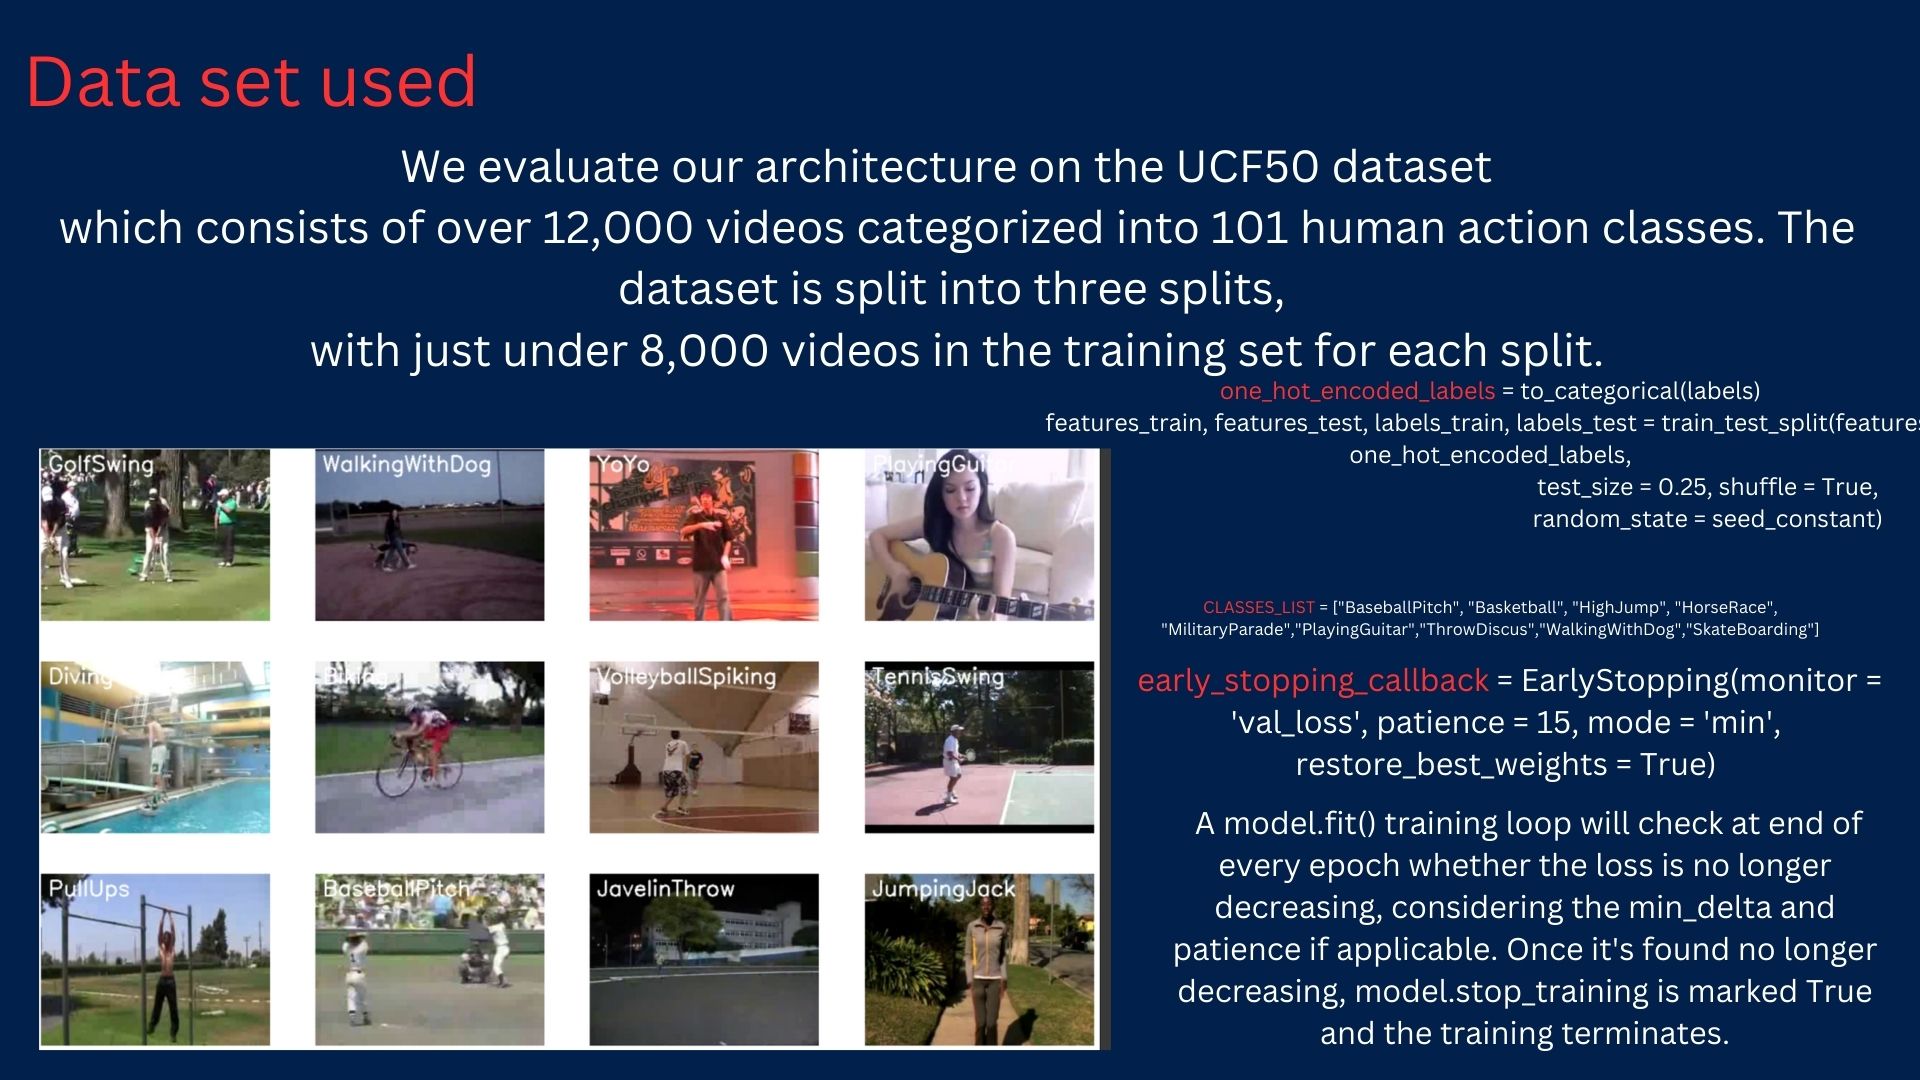 Data set used
We evaluate our architecture on the UCF50 dataset
which consists of over 12,000 videos categorized into 101 human action classes. The
dataset is split into three splits,
with just under 8,000 videos in the training set for each split.
one_hot_encoded_labels = to_categorical(labels)
features_train, features_test, labels_train, labels_test = train_test_split(features
one_hot_encoded_labels,
test_size = 0.25, shuffle = True,
random_state = seed_constant)
GolfSwing
WalkingWithDog
YoYo
PlayingGuitar
Diving
Biking
VolleyballSpiking
TennisSwing
PullUps
BaseballPitch
JavelinThrow
JumpingJack
CLASSES_LIST = ["BaseballPitch", "Basketball", "HighJump", "HorseRace",
"MilitaryParade","PlayingGuitar","ThrowDiscus","WalkingWithDog","SkateBoarding"]
early_stopping_callback = EarlyStopping(monitor =
'val_loss', patience = 15, mode = 'min',
restore_best_weights = True)
A model.fit() training loop will check at end of
every epoch whether the loss is no longer
decreasing, considering the min_delta and
patience if applicable. Once it's found no longer
decreasing, model.stop_training is marked True
and the training terminates.